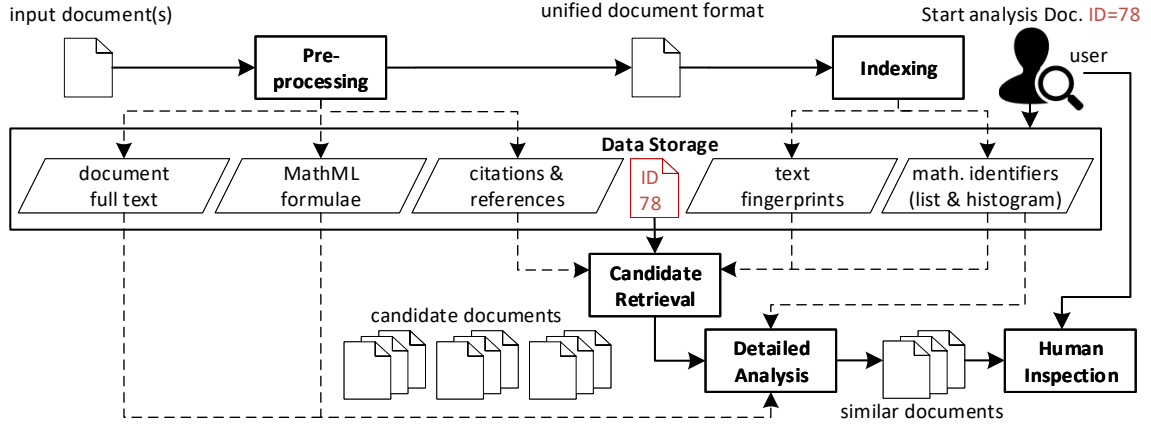 input document(s)
unified document format
Start analysis Doc. ID=78
Pre-
processing
Indexing
user
Data Storage
document
full text
MathML
formulae
citations &
references
ID
78
text
fingerprints
math. identifiers
(list & histogram)
Candidate
Retrieval
candidate documents
Detailed
Analysis
Human
Inspection
similar documents